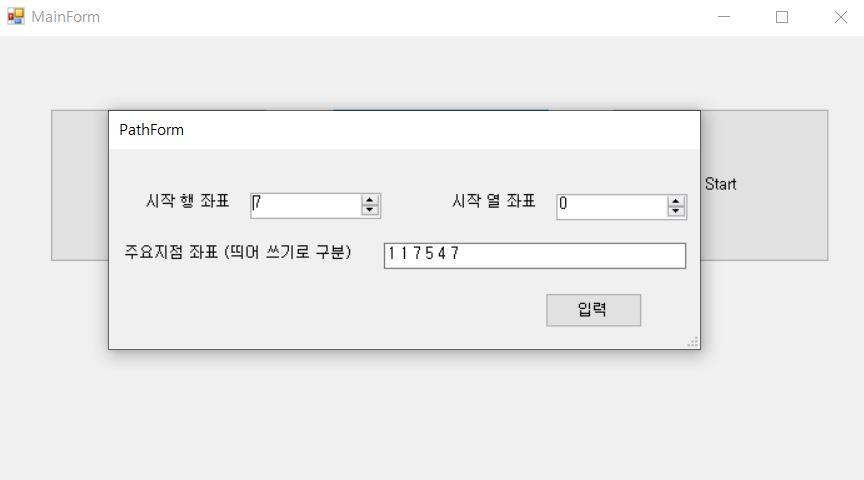 MainForm
PathForm
시작 행 좌표 7 시작 열 좌표 0
Start
주요지점 좌표 (띄어 쓰기로 구분) 1 1 7 5 4 7
입력